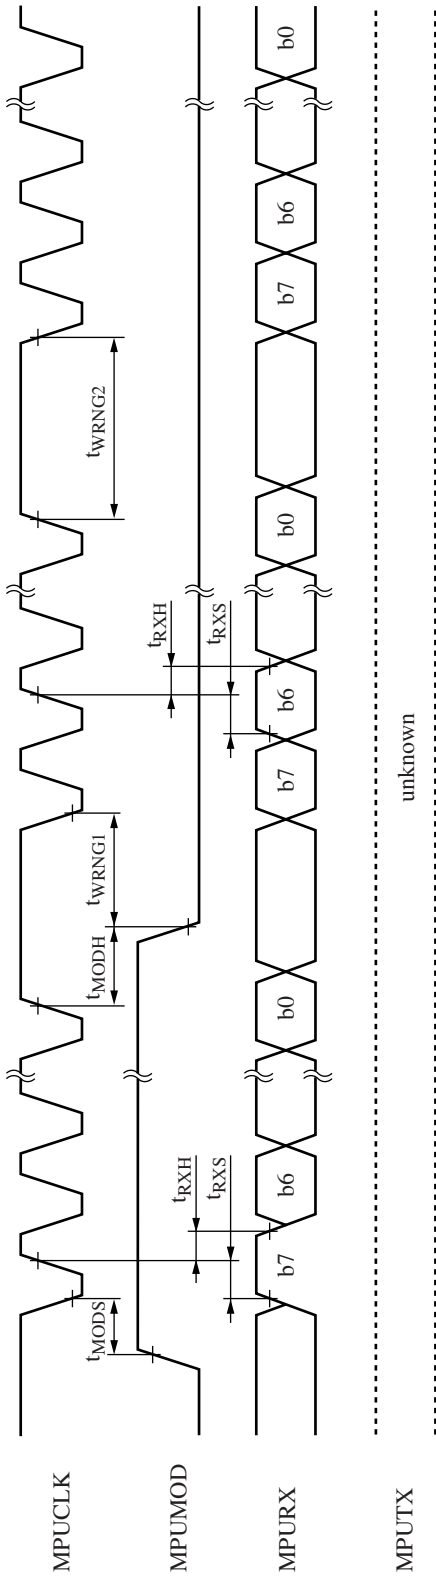 MPUCLK
tMODS
tMODH
tWRNG1
tWRNG2
MPUMOD
tRXH
tRXS
tRXH
tRXS
MPURX
b7
b6
b0
b7
b6
b0
b7
b6
b0
MPUTX
unknown